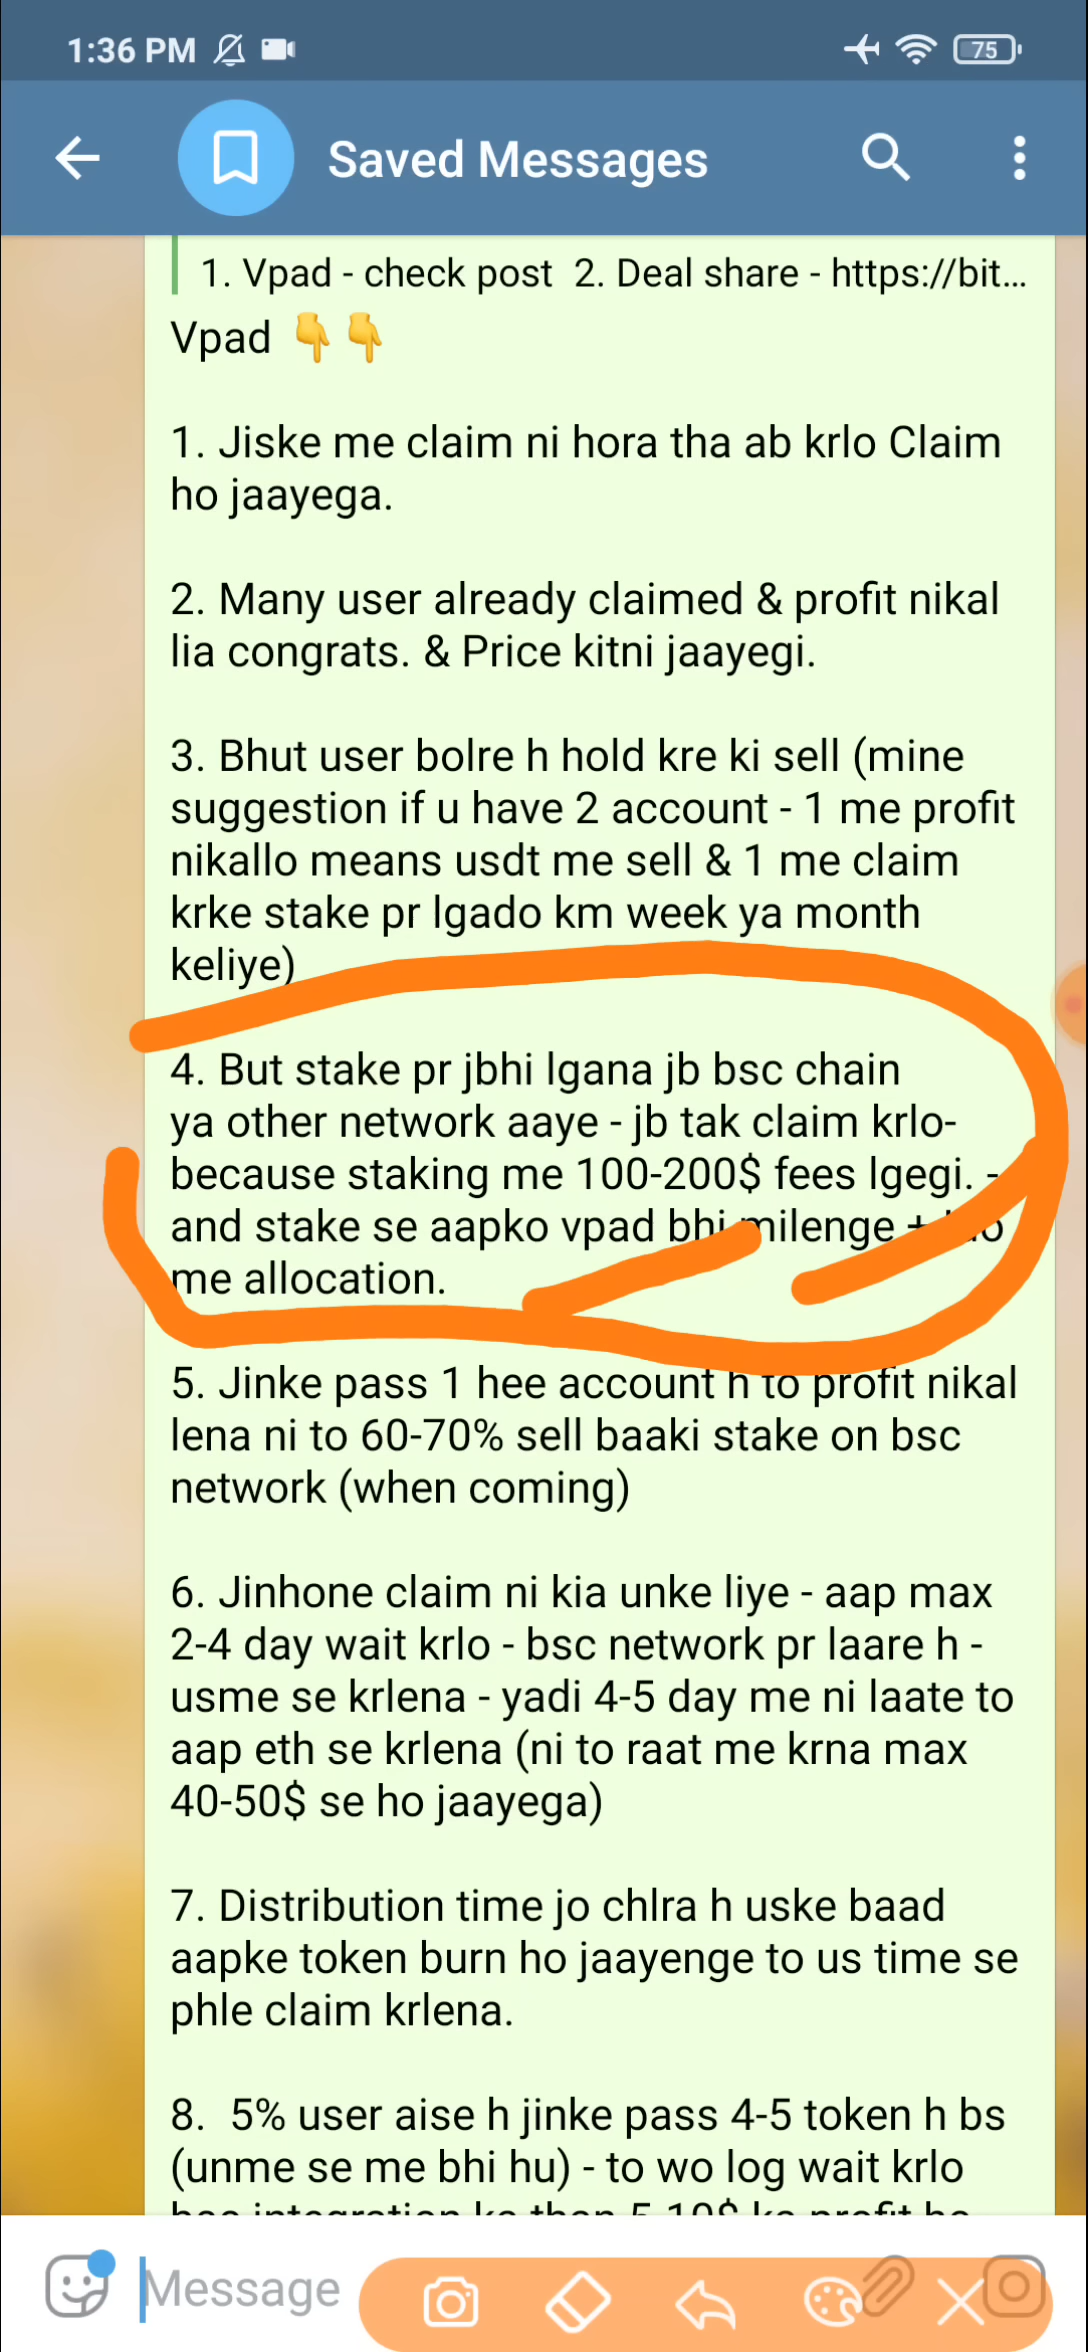 1:36 PM 75
Saved Messages
1. Vpad - check post 2. Deal share - https://bit...
Vpad 👇👇
1. Jiske me claim ni hora tha ab krlo Claim
ho jaayega.
2. Many user already claimed & profit nikal
lia congrats. & Price kitni jaayegi.
3. Bhut user bolre h hold kre ki sell (mine
suggestion if u have 2 account - 1 me profit
nikallo means usdt me sell & 1 me claim
krke stake pr lgado km week ya month
keliye)
4. But stake pr jbhi lgana jb bsc chain
ya other network aaye - jb tak claim krlo-
because staking me 100-200$ fees lgegi. -
and stake se aapko vpad bhi milenge +
me allocation.
5. Jinke pass 1 hee account h to profit nikal
lena ni to 60-70% sell baaki stake on bsc
network (when coming)
6. Jinhone claim ni kia unke liye - aap max
2-4 day wait krlo - bsc network pr laare h -
usme se krlena - yadi 4-5 day me ni laate to
aap eth se krlena (ni to raat me krna max
40-50$ se ho jaayega)
7. Distribution time jo chlra h uske baad
aapke token burn ho jaayenge to us time se
phle claim krlena.
8. 5% user aise h jinke pass 4-5 token h bs
(unme se me bhi hu) - to wo log wait krlo
Message